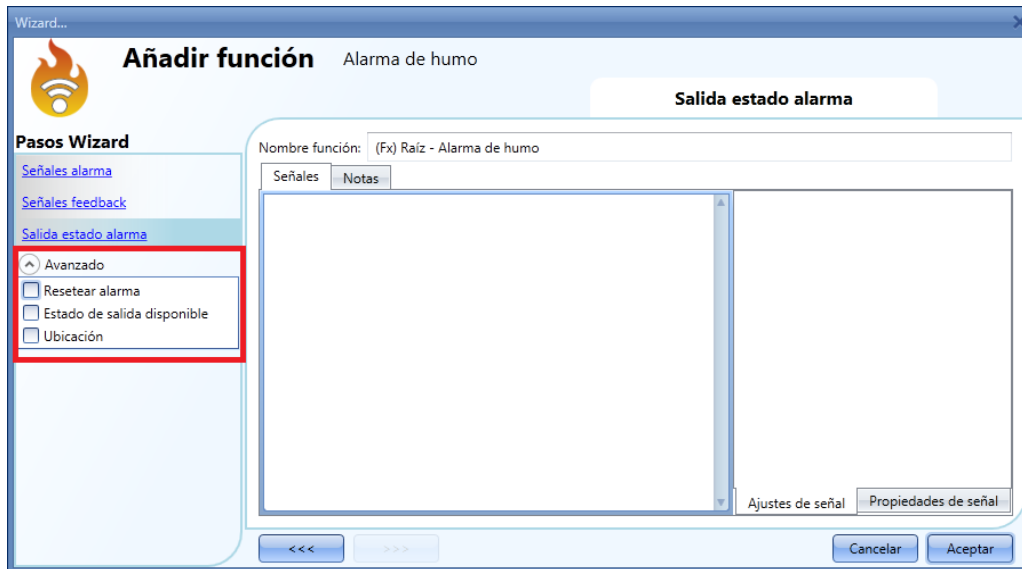 Wizard...
Añadir función Alarma de humo
Salida estado alarma
Pasos Wizard
Señales alarma
Señales feedback
Salida estado alarma
Avanzado
Resetear alarma
Estado de salida disponible
Ubicación
Nombre función: (Fx) Raíz - Alarma de humo
Señales Notas
Ajustes de señal Propiedades de señal
<<< >>> Cancelar Aceptar